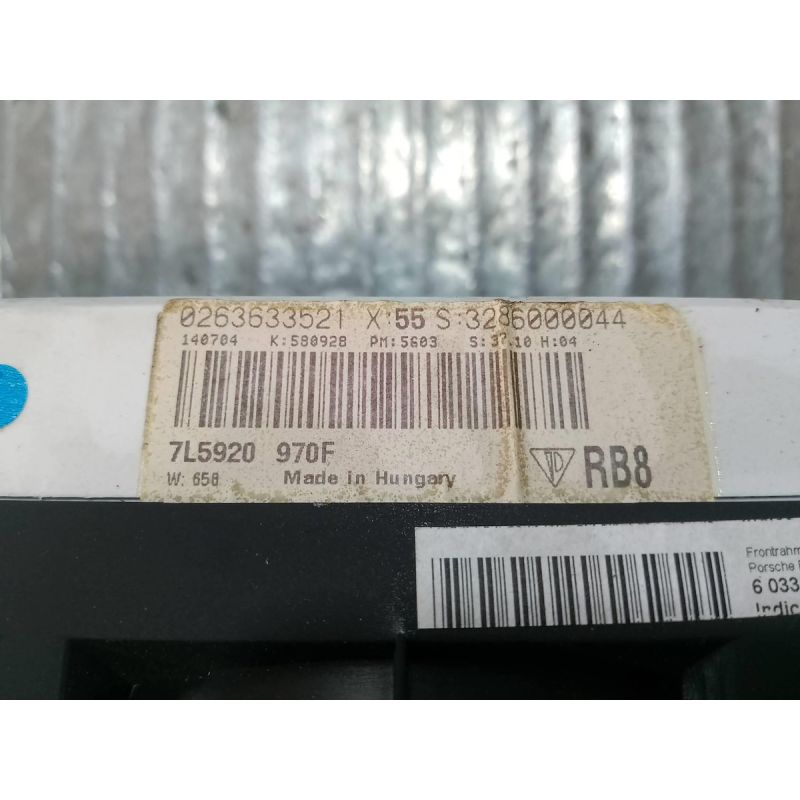 0263633521 X:55 S:3286000044
140704 K:580928 PM:5603 S:37.10 H:04
7L5920 970F
W: 658 Made in Hungary RB8
Porsche
6 033